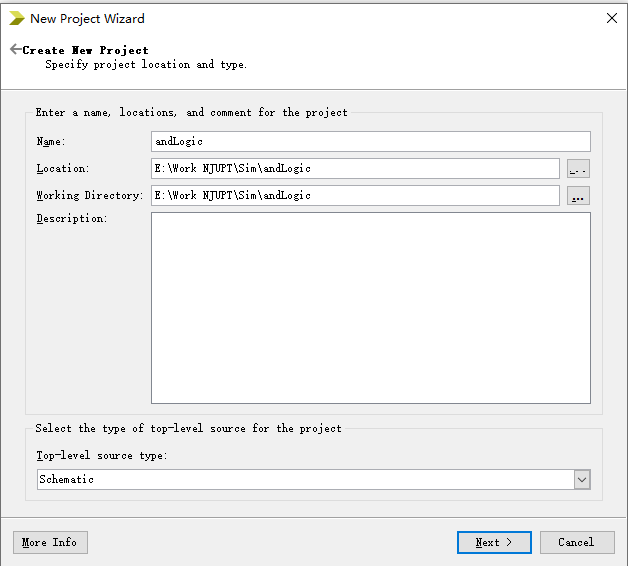 New Project Wizard
Create New Project
Specify project location and type.
Enter a name, locations, and comment for the project
Name: andLogic
Location: E:\Work NJUPT\Sim\andLogic ...
Working Directory: E:\Work NJUPT\Sim\andLogic ...
Description:
Select the type of top-level source for the project
Top-level source type:
Schematic
More Info Next > Cancel